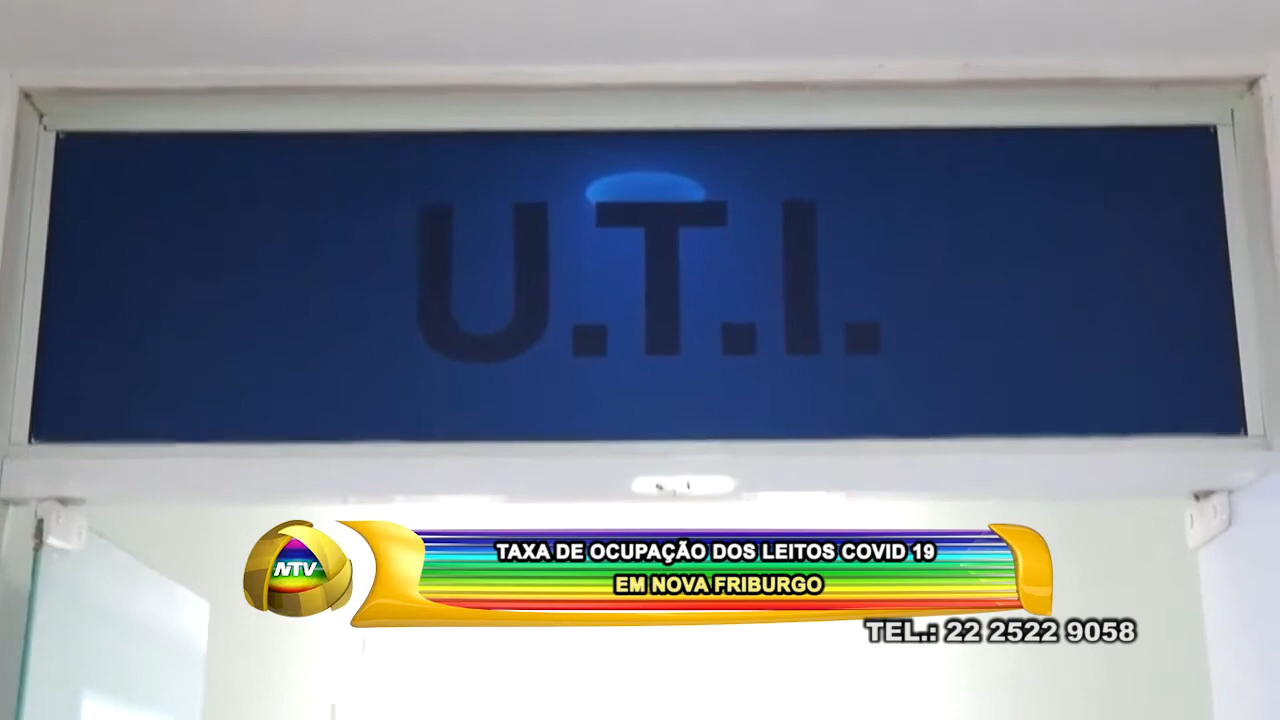 U.T.I.
NTV
TAXA DE OCUPAÇÃO DOS LEITOS COVID 19
EM NOVA FRIBURGO
TEL.: 22 2522 9058